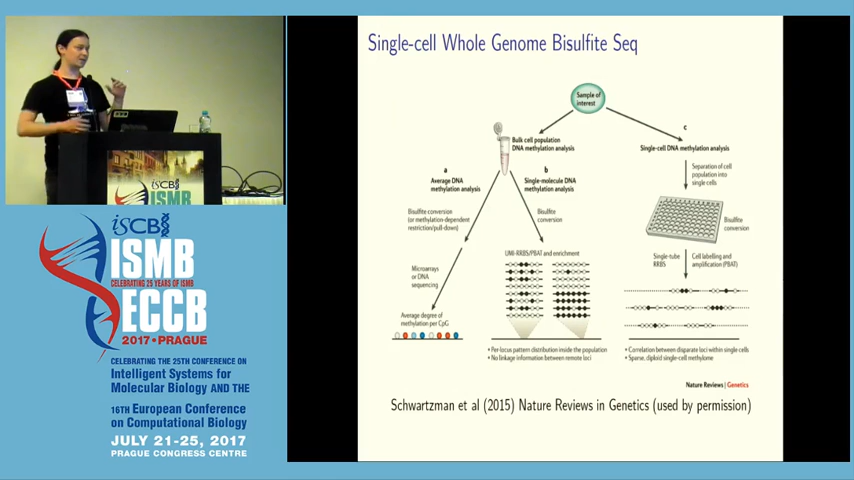 Single-cell Whole Genome Bisulfite Seq
Sample of
interest
Bulk cell population
DNA methylation analysis
c
Single-cell DNA methylation analysis
a
Average DNA
methylation analysis
b
Single-molecule DNA
methylation analysis
Separation of cell
population into
single cells
Bisulfite conversion
(or methylation-dependent
restriction/pull-down)
Bisulfite
conversion
Bisulfite
conversion
UMI-RRBS/PBAT and enrichment
Single-tube
RRBS
Cell labelling and
amplification (PBAT)
Microarrays
or DNA
sequencing
Average degree of
methylation per CpG
• Per-locus pattern distribution inside the population
• No linkage information between remote loci
• Correlation between disparate loci within single-cells
• Sparse, diploid single-cell methylome
Nature Reviews | Genetics
Schwartzman et al (2015) Nature Reviews in Genetics (used by permission)
iSCB
ISMB
iSCB
ISMB
CELEBRATING 25 YEARS OF ISMB
ECCB
2017 • PRAGUE
CELEBRATING THE 25TH CONFERENCE ON
Intelligent Systems for
Molecular Biology AND THE
16TH European Conference
on Computational Biology
JULY 21-25, 2017
PRAGUE CONGRESS CENTRE